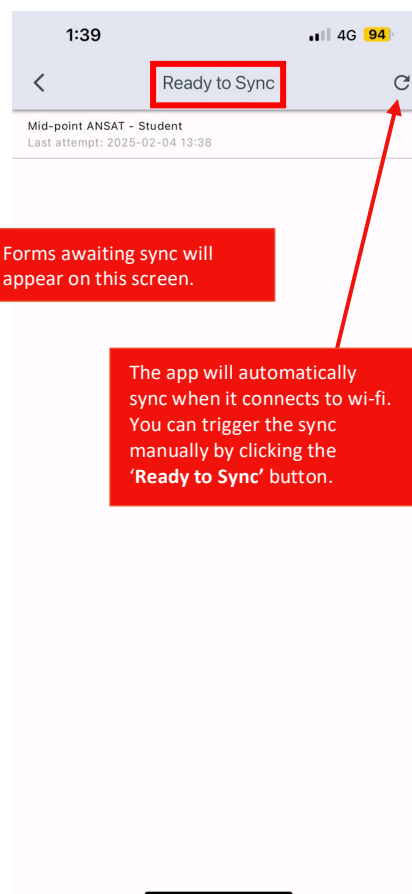 1:39
4G 94
Ready to Sync
Mid-point ANSAT - Student
Last attempt: 2025-02-04 13:38
Forms awaiting sync will
appear on this screen.
The app will automatically
sync when it connects to wi-fi.
You can trigger the sync
manually by clicking the
‘Ready to Sync’ button.